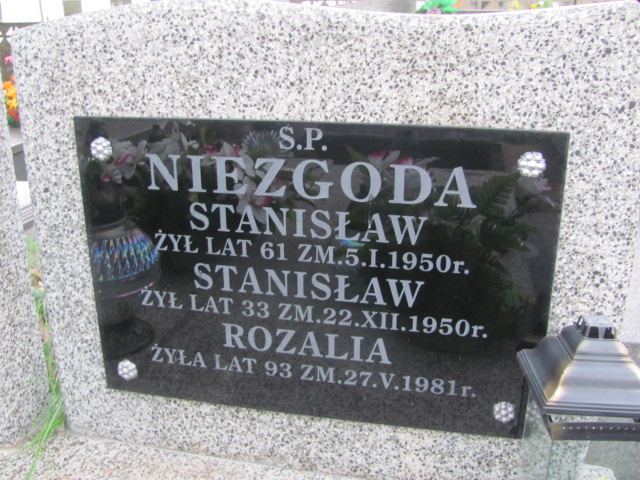 Ś.P.
NIEZGODA
STANISŁAW
ŻYŁ LAT 61 ZM.5.I.1950r.
STANISŁAW
ŻYŁ LAT 33 ZM.22.XII.1950r.
ROZALIA
ŻYŁA LAT 93 ZM.27.V.1981r.